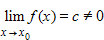 lim f(x) = c ≠ 0
x→x₀